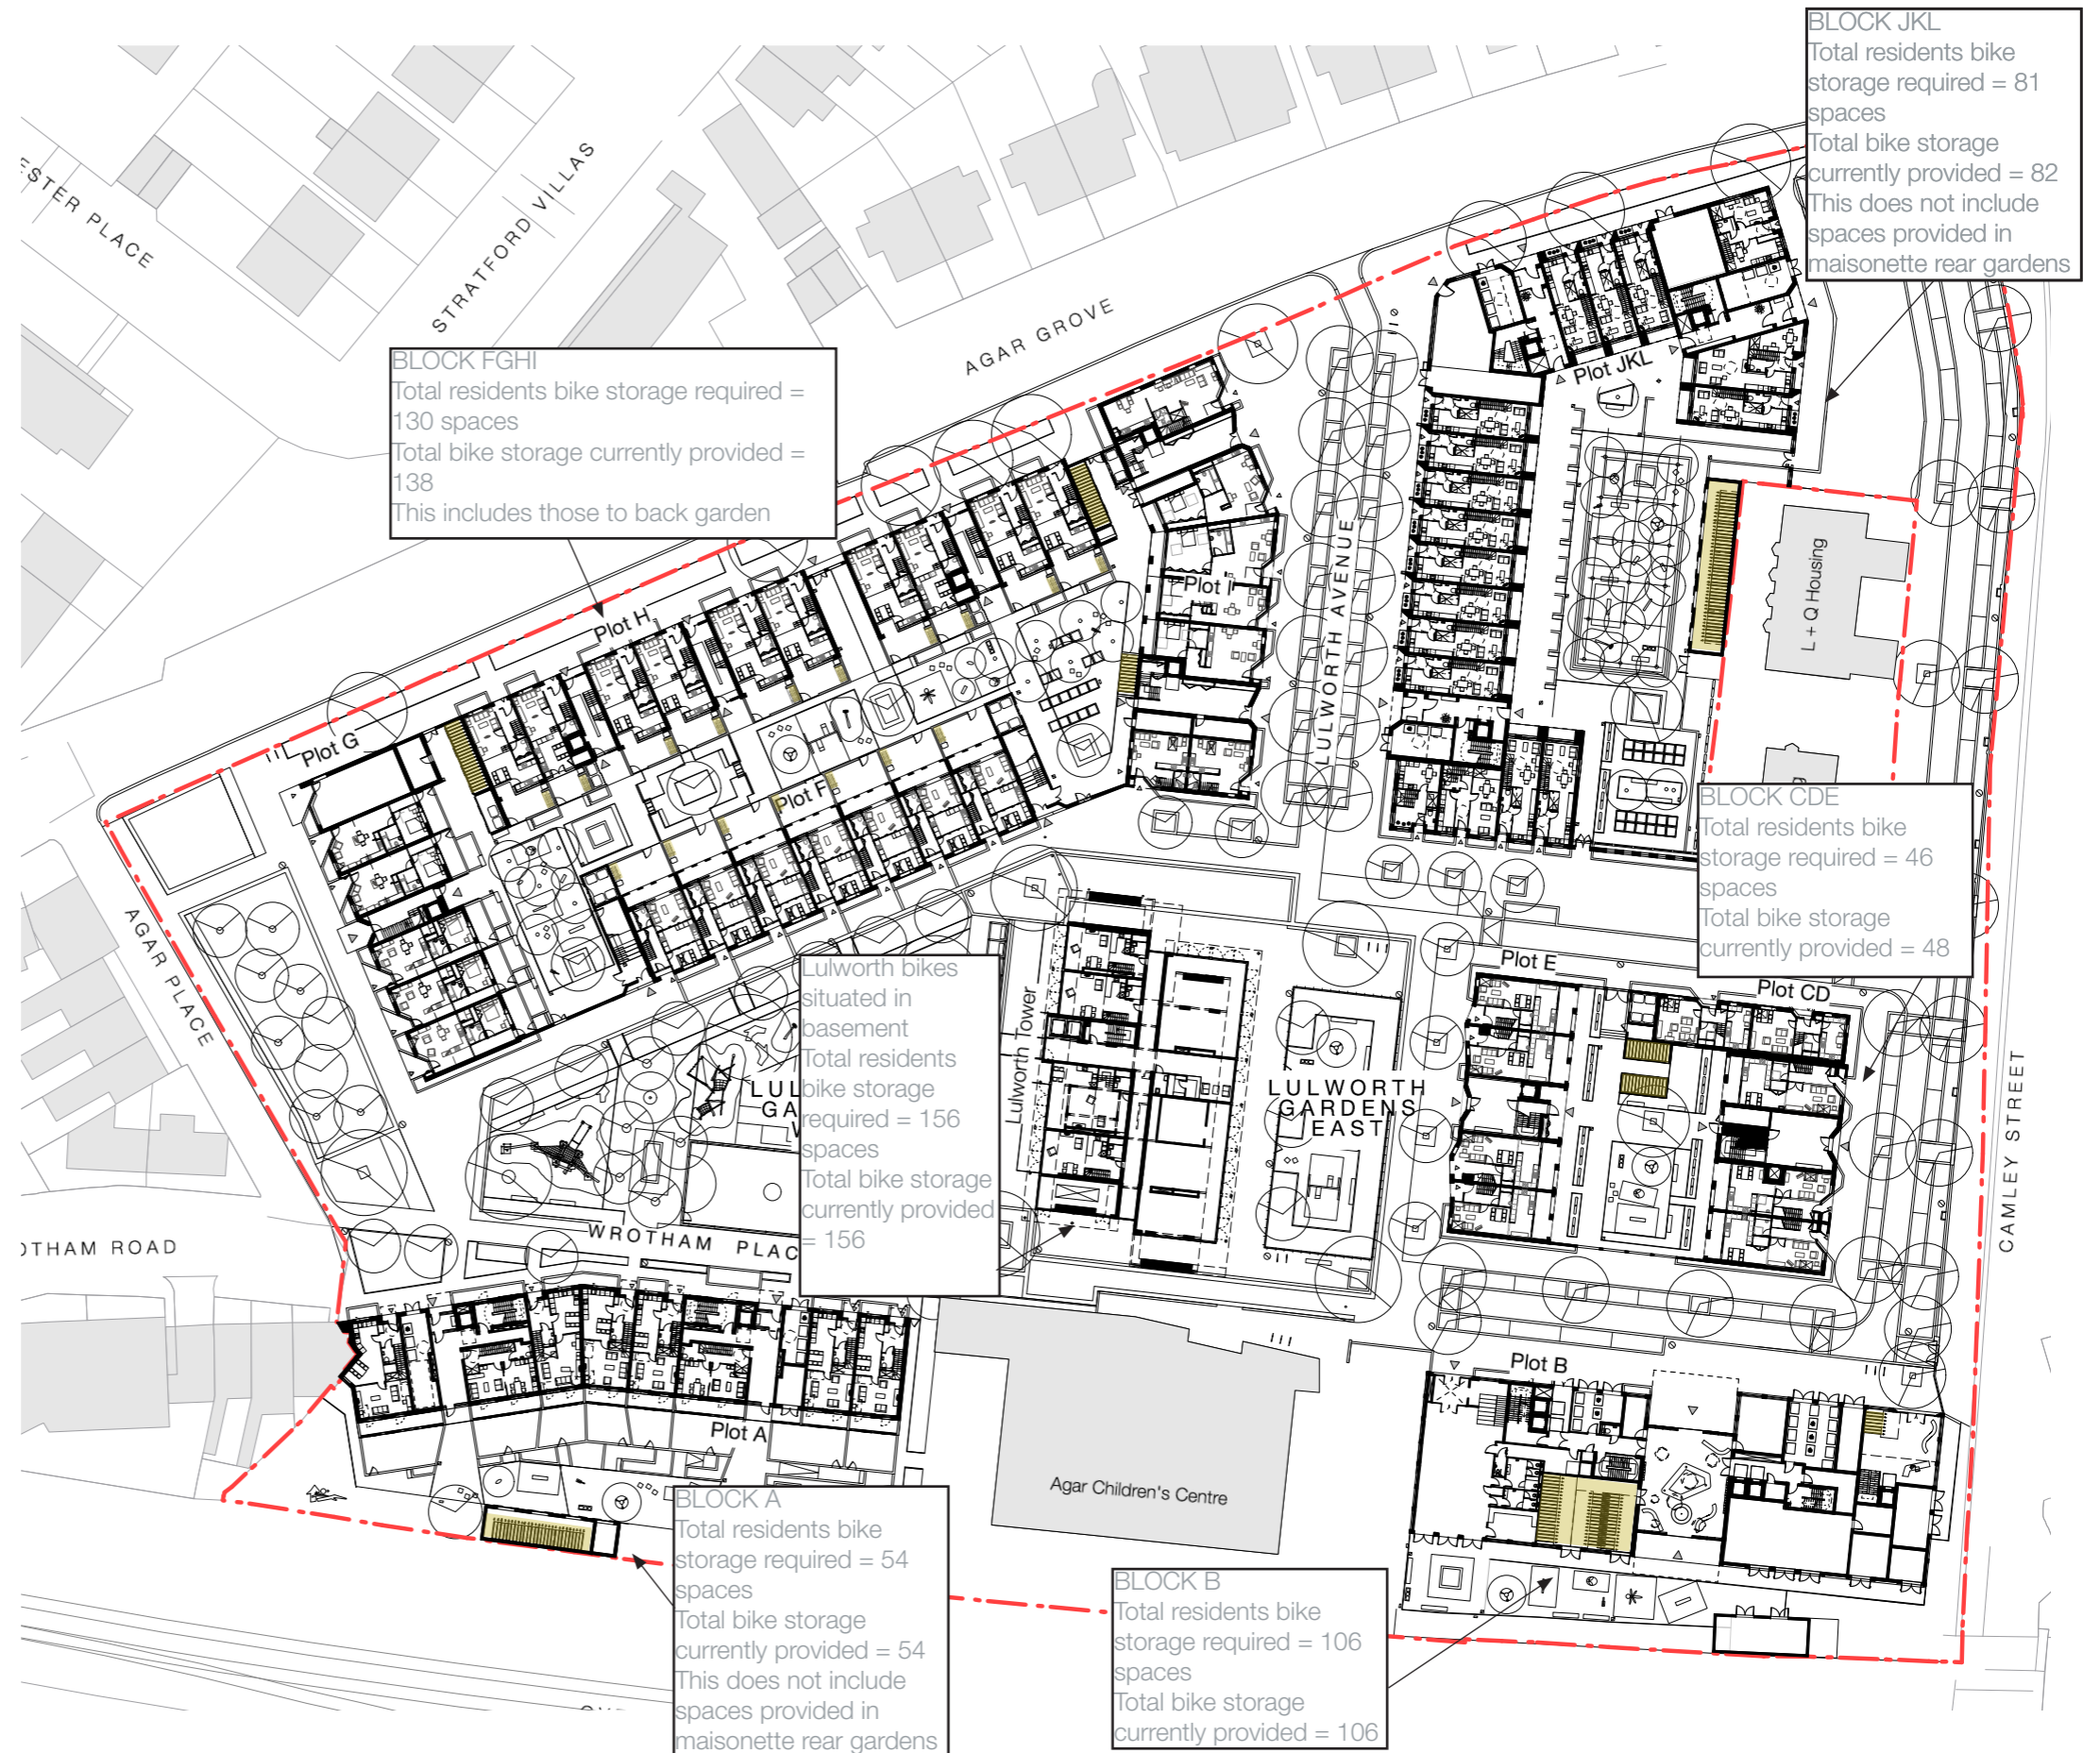 BLOCK JKL
Total residents bike
storage required = 81
spaces
Total bike storage
currently provided = 82
This does not include
spaces provided in
maisonette rear gardens
ESTER PLACE
STRATFORD VILLAS
AGAR GROVE
BLOCK FGHI
Total residents bike storage required =
130 spaces
Total bike storage currently provided =
138
This includes those to back garden
Plot JKL
Plot I
LULWORTH AVENUE
L + Q Housing
Plot H
Plot G
Plot F
BLOCK CDE
Total residents bike
storage required = 46
spaces
Total bike storage
currently provided = 48
AGAR PLACE
Lulworth bikes
situated in
basement
Total residents
bike storage
required = 156
spaces
Total bike storage
currently provided
= 156
Lulworth Tower
Plot E
Plot CD
LULWORTH
GARDENS
EAST
LUL
GA
CAMLEY STREET
WROTHAM PLAC
OTHAM ROAD
Plot A
Plot B
Agar Children's Centre
BLOCK A
Total residents bike
storage required = 54
spaces
Total bike storage
currently provided = 54
This does not include
spaces provided in
maisonette rear gardens
BLOCK B
Total residents bike
storage required = 106
spaces
Total bike storage
currently provided = 106